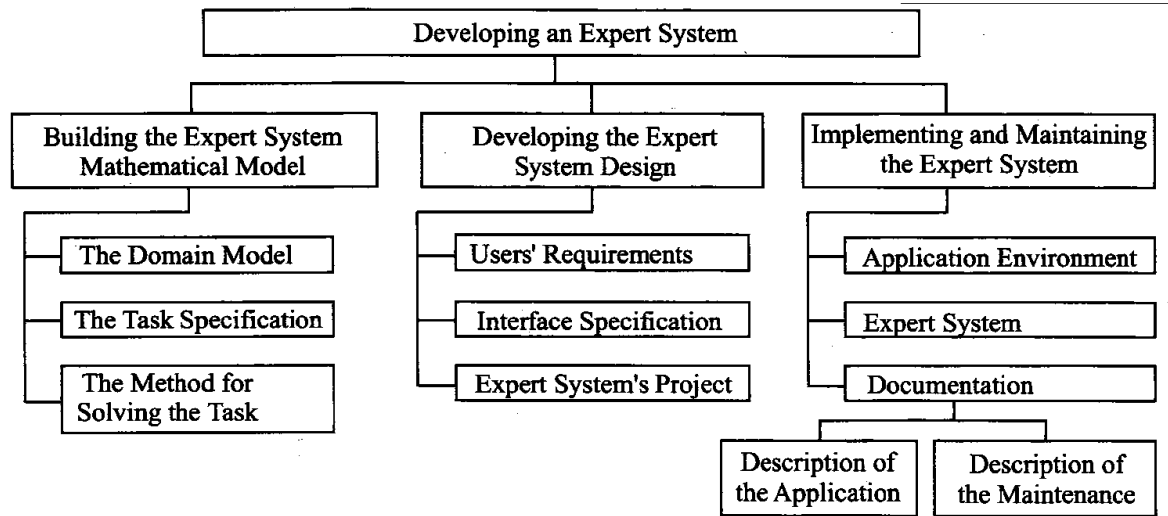 Developing an Expert System
Building the Expert System
Mathematical Model
Developing the Expert
System Design
Implementing and Maintaining
the Expert System
The Domain Model
The Task Specification
The Method for
Solving the Task
Users' Requirements
Interface Specification
Expert System's Project
Application Environment
Expert System
Documentation
Description of
the Application
Description of
the Maintenance